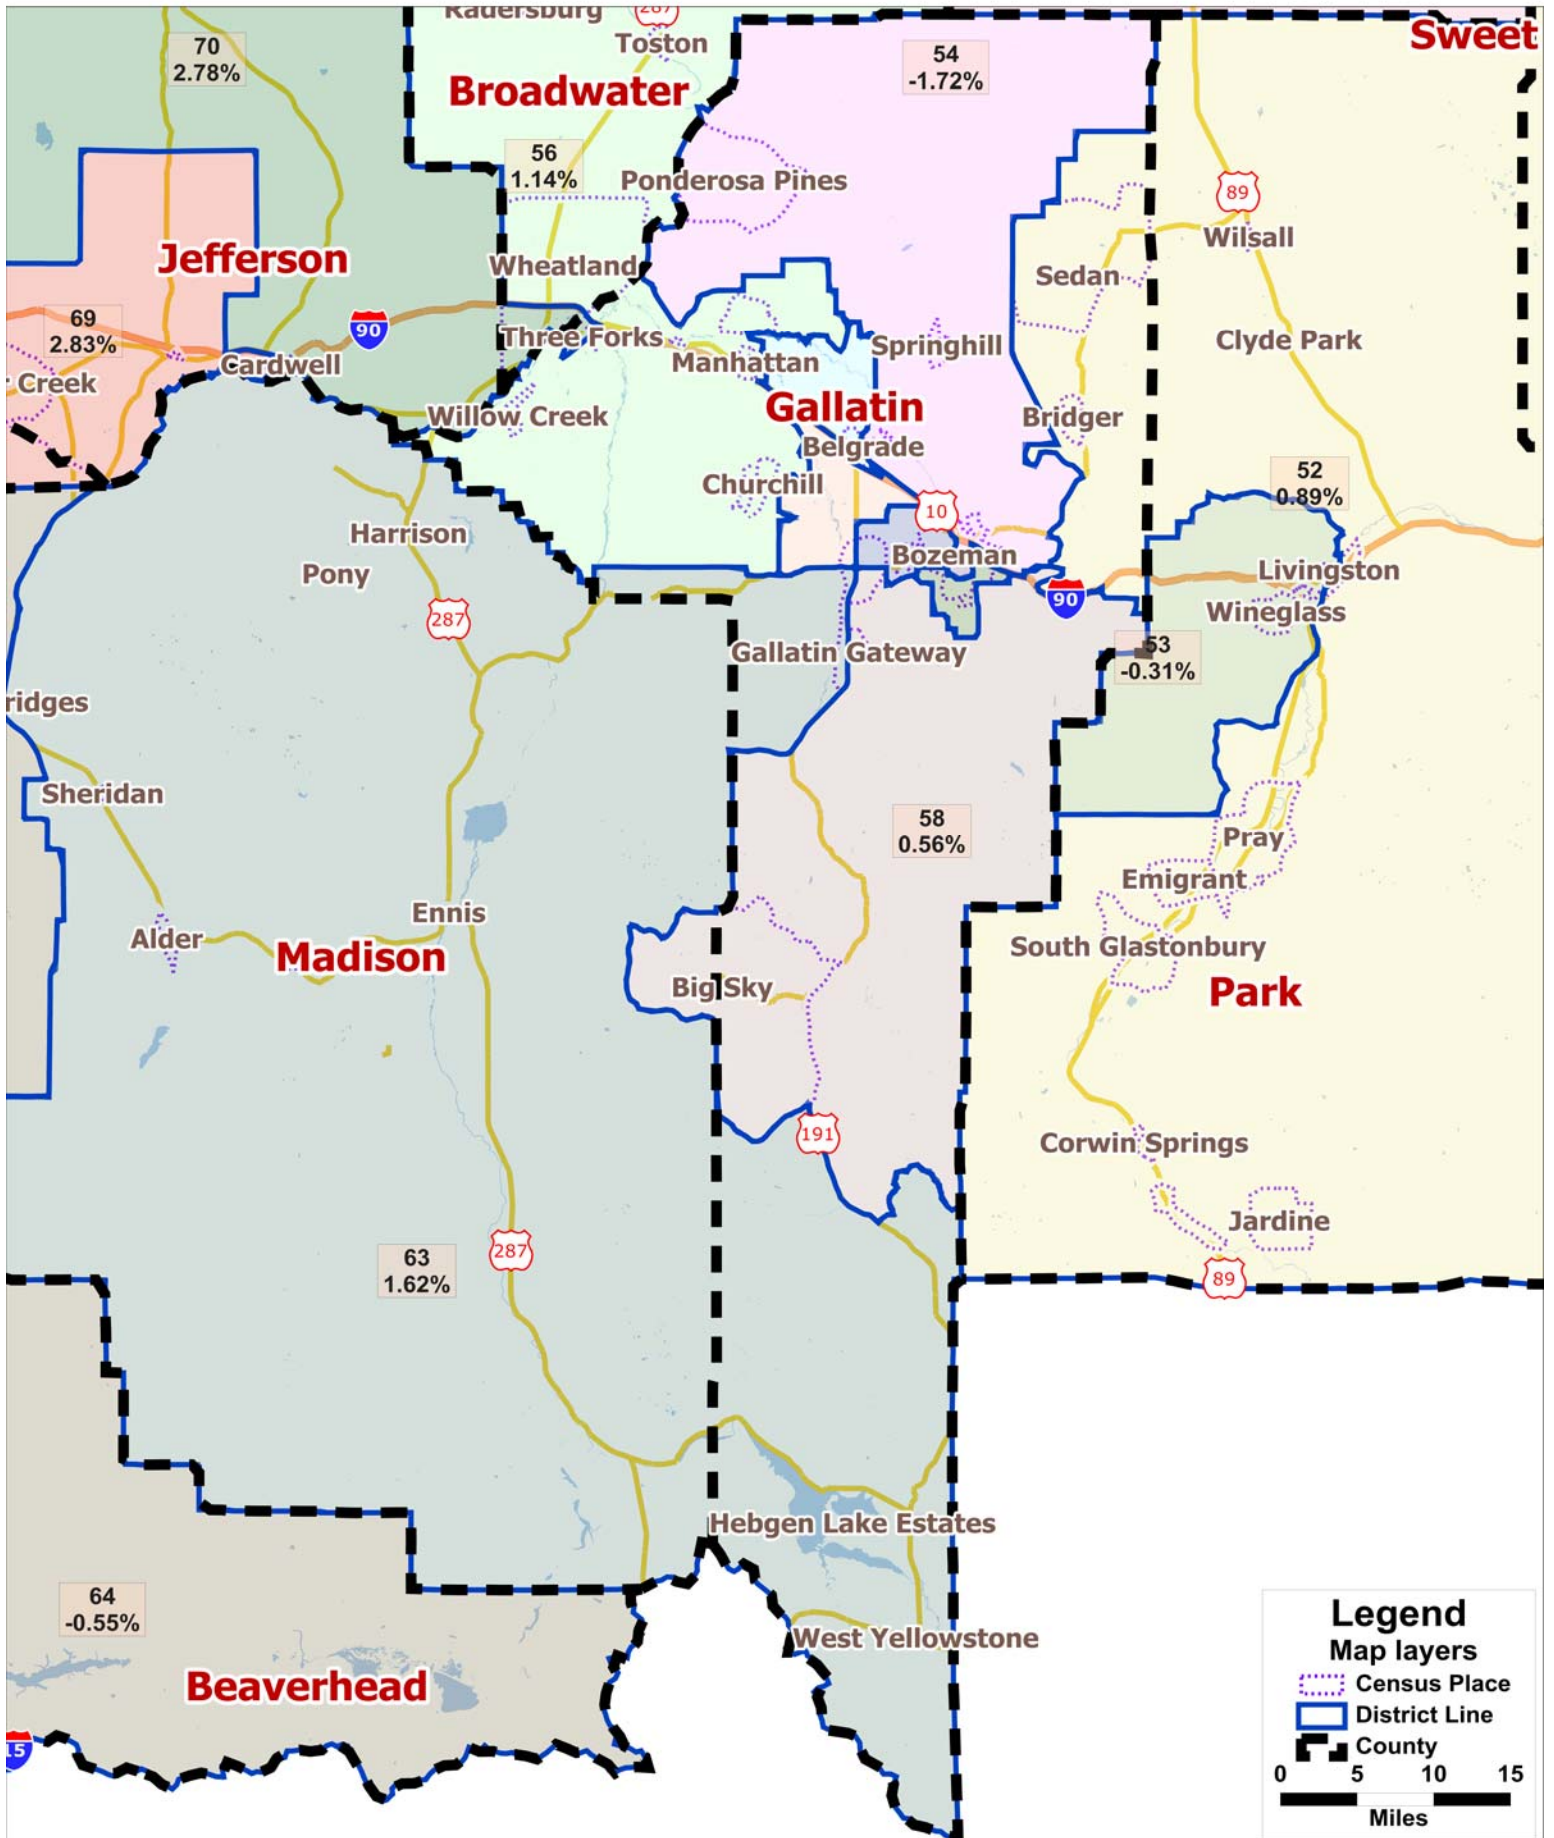 Radersburg
287
Toston
Sweet
70
2.78%
54
-1.72%
Broadwater
56
1.14%
Ponderosa Pines
89
Wilsall
Jefferson
Wheatland
Sedan
69
2.83%
90
Three Forks
Springhill
Clyde Park
Manhattan
Cardwell
Creek
Gallatin
Willow Creek
Bridger
Belgrade
52
0.89%
Churchill
10
Harrison
Bozeman
Livingston
Pony
90
Wineglass
287
Gallatin Gateway
53
-0.31%
ridges
Sheridan
58
0.56%
Pray
Emigrant
Ennis
Alder
South Glastonbury
Madison
Big Sky
Park
191
Corwin Springs
Jardine
63
1.62%
287
89
Hebgen Lake Estates
64
-0.55%
West Yellowstone
Beaverhead
15
Legend
Map layers
Census Place
District Line
County
0 5 10 15
Miles